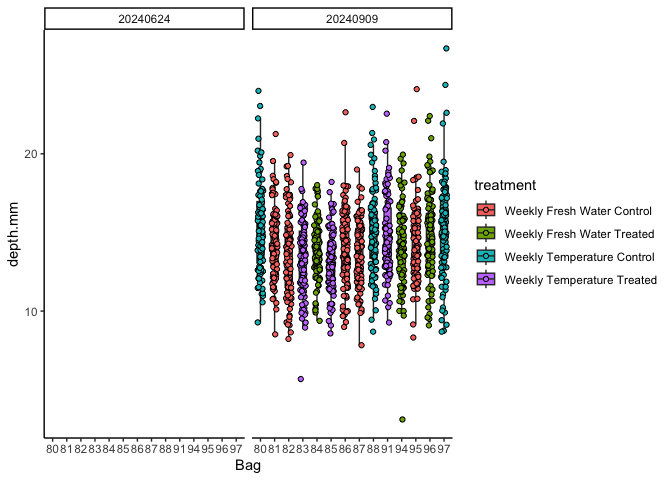 20240624 20240909
20
10
depth.mm
80 81 82 83 84 85 86 87 88 91 94 95 96 97 80 81 82 83 84 85 86 87 88 91 94 95 96 97
Bag
treatment
Weekly Fresh Water Control
Weekly Fresh Water Treated
Weekly Temperature Control
Weekly Temperature Treated